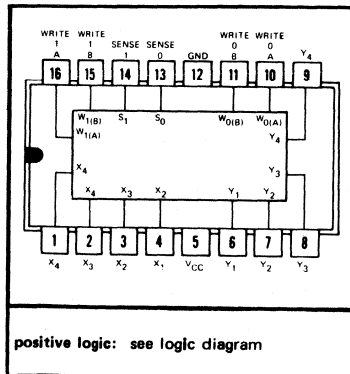 WRITE WRITE SENSE SENSE WRITE WRITE
1 1 1 0 GND 0 0 Y4
A B B A
16 15 14 13 12 11 10 9
W1(B) S1 S0 W0(B) W0(A)
W1(A) Y4
X4 Y3
X4 X3 X2 Y1 Y2
1 2 3 4 5 6 7 8
X4 X3 X2 X1 VCC Y1 Y2 Y3
positive logic: see logic diagram